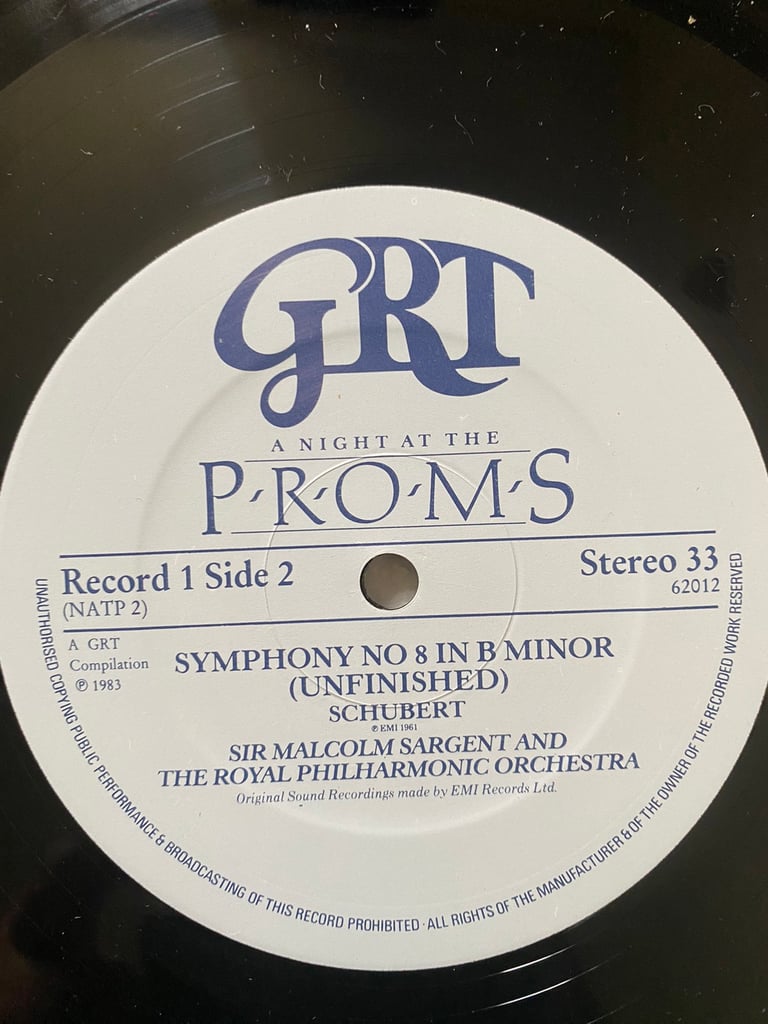 GRT
A NIGHT AT THE
P·R·O·M·S
Record 1 Side 2
(NATP 2)
Stereo 33
62012
A GRT
Compilation
℗ 1983
SYMPHONY NO 8 IN B MINOR
(UNFINISHED)
SCHUBERT
℗ EMI 1961
SIR MALCOLM SARGENT AND
THE ROYAL PHILHARMONIC ORCHESTRA
Original Sound Recordings made by EMI Records Ltd.
UNAUTHORISED COPYING PUBLIC PERFORMANCE & BROADCASTING OF THIS RECORD PROHIBITED · ALL RIGHTS OF THE MANUFACTURER & OF THE OWNER OF THE RECORDED WORK RESERVED